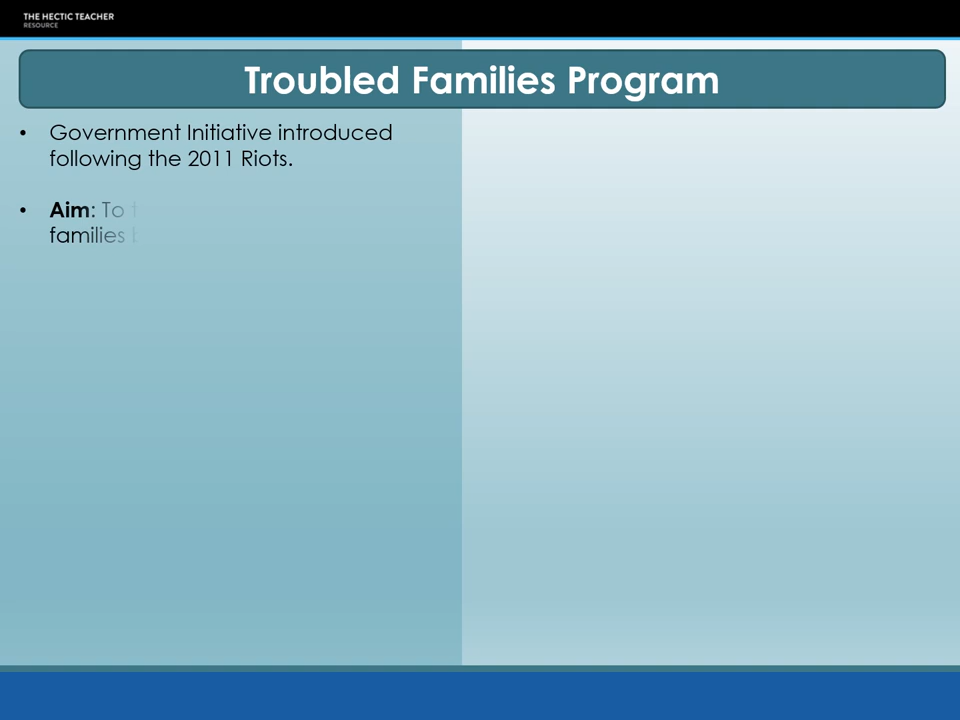 THE HECTIC TEACHER
RESOURCE
Troubled Families Program
• Government Initiative introduced
following the 2011 Riots.
• Aim: To
families